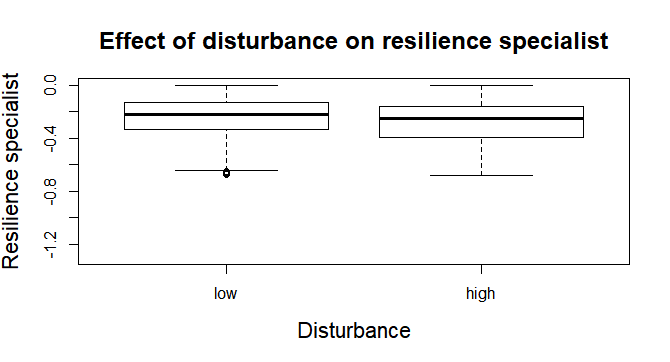 Effect of disturbance on resilience specialist
Resilience specialist
0.0
-0.4
-0.8
-1.2
low
high
Disturbance